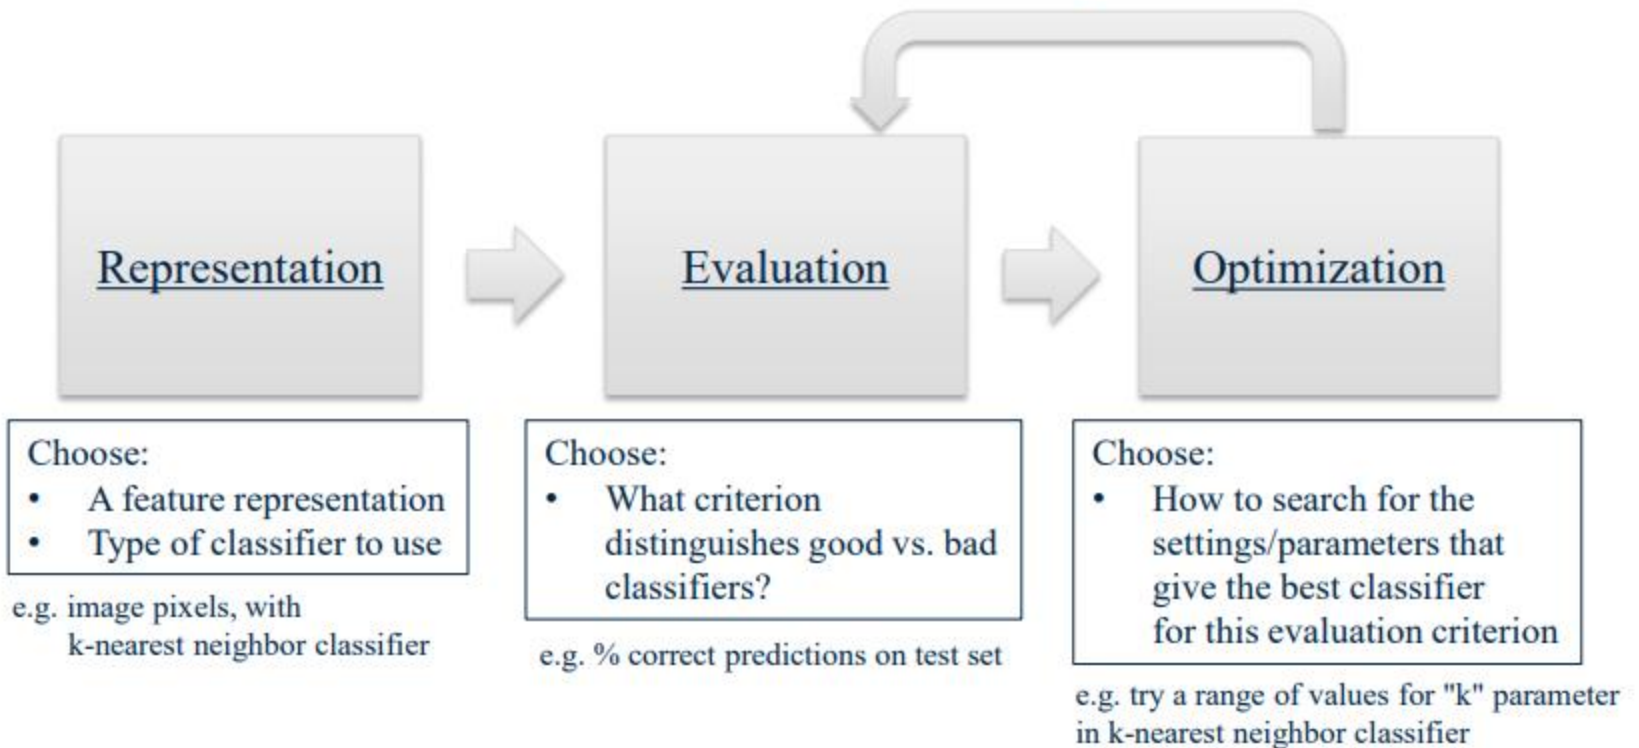 Representation
Evaluation
Optimization
Choose:
• A feature representation
• Type of classifier to use
e.g. image pixels, with
k-nearest neighbor classifier
Choose:
• What criterion
distinguishes good vs. bad
classifiers?
e.g. % correct predictions on test set
Choose:
• How to search for the
settings/parameters that
give the best classifier
for this evaluation criterion
e.g. try a range of values for "k" parameter
in k-nearest neighbor classifier